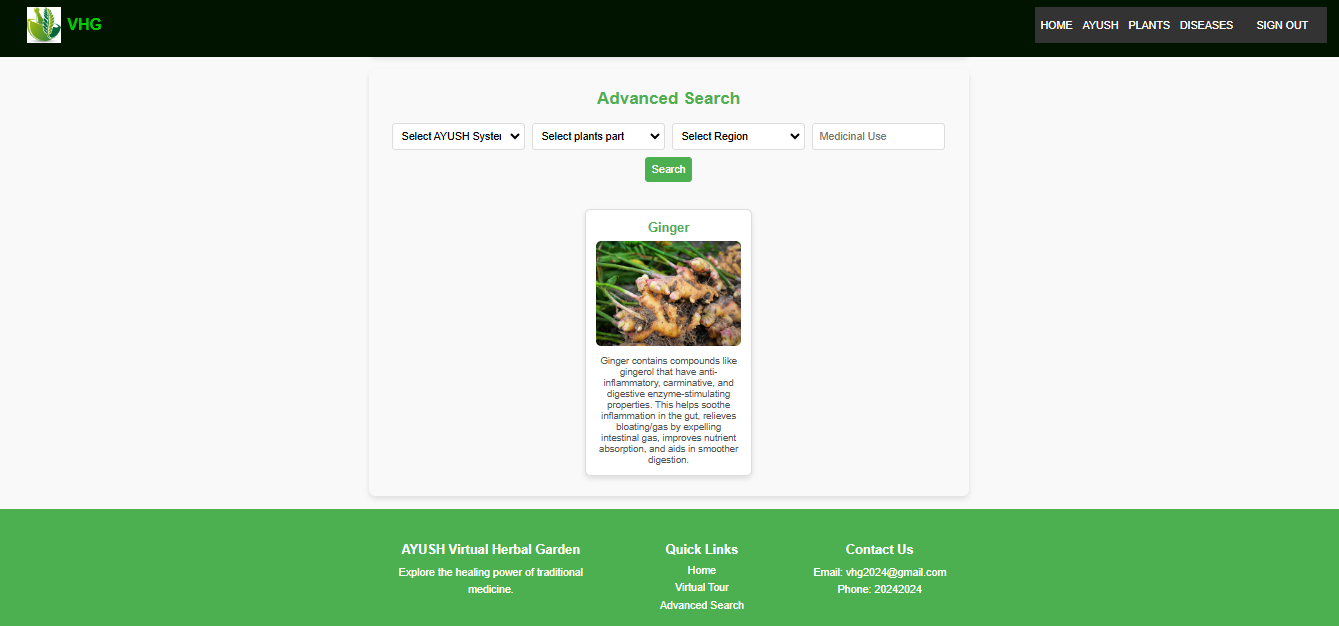 VHG
HOME AYUSH PLANTS DISEASES SIGN OUT
Advanced Search
Select AYUSH System Select plants part Select Region Medicinal Use
Search
Ginger
Ginger contains compounds like
gingerol that have anti-
inflammatory, carminative, and
digestive enzyme-stimulating
properties. This helps soothe
inflammation in the gut, relieves
bloating/gas by expelling
intestinal gas, improves nutrient
absorption, and aids in smoother
digestion.
AYUSH Virtual Herbal Garden
Explore the healing power of traditional
medicine.
Quick Links
Home
Virtual Tour
Advanced Search
Contact Us
Email: vhg2024@gmail.com
Phone: 20242024